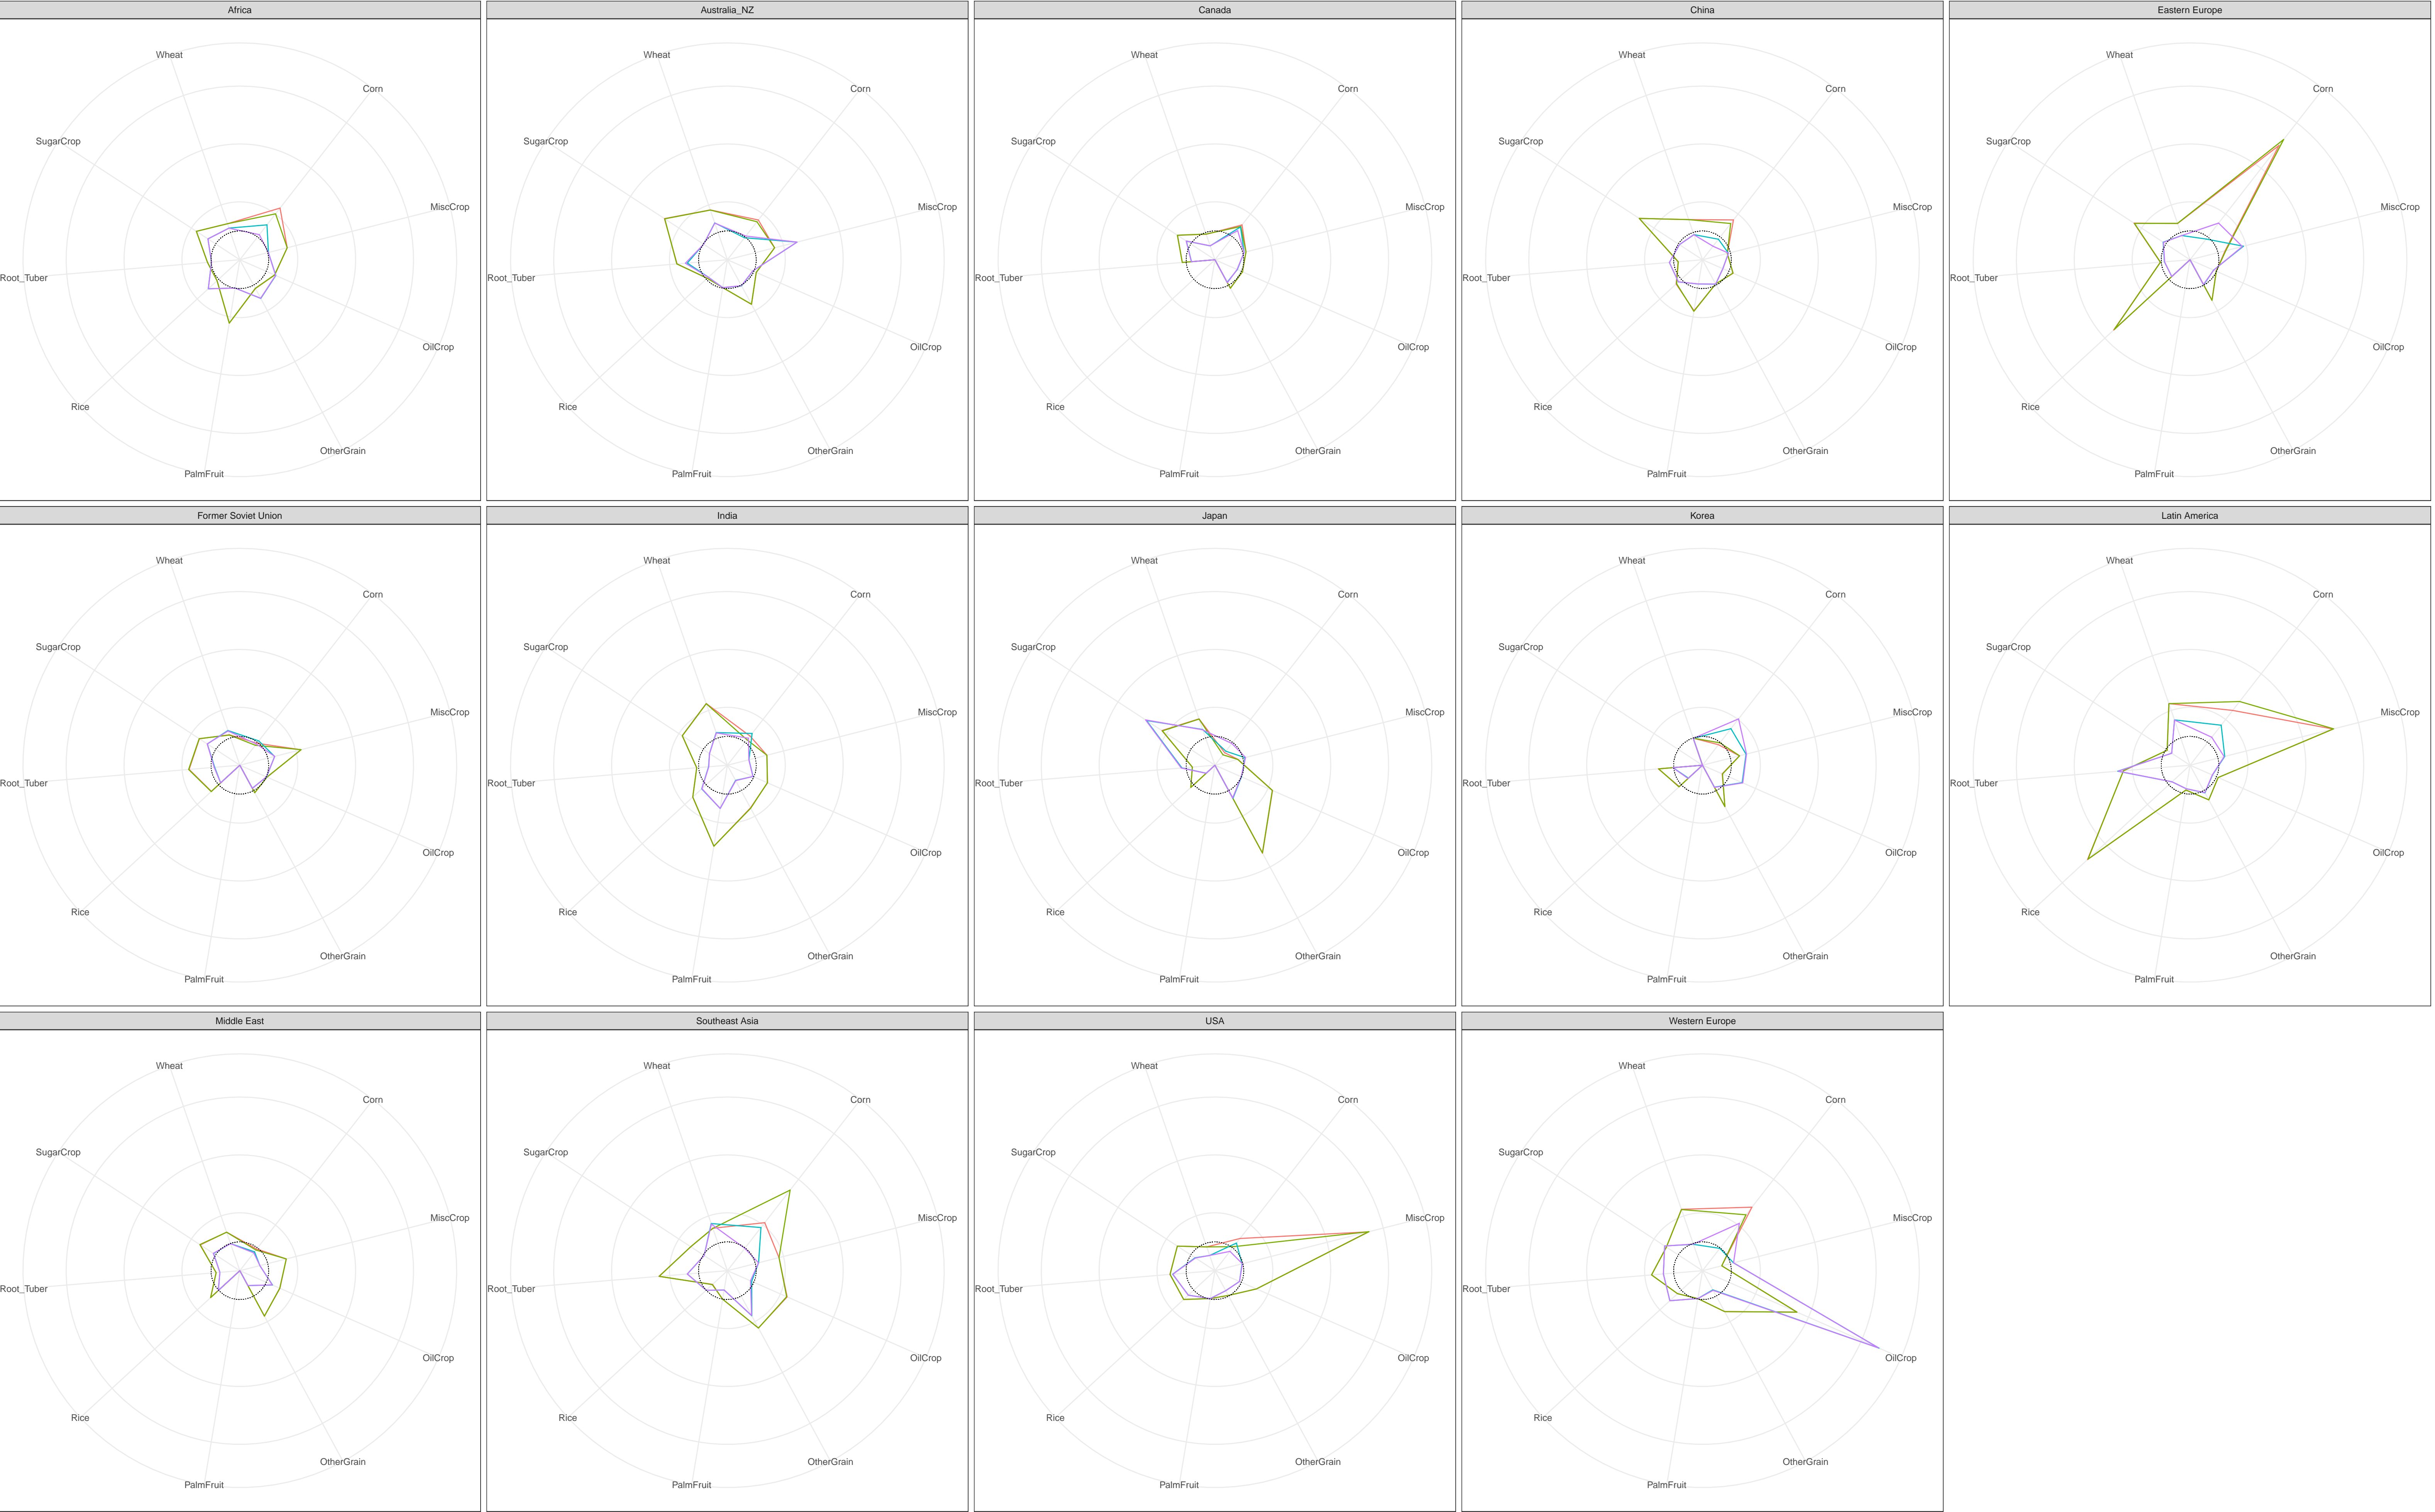 Africa
Australia_NZ
Canada
China
Eastern Europe
Wheat
Corn
SugarCrop
MiscCrop
Root_Tuber
OilCrop
Rice
OtherGrain
PalmFruit
Wheat
Corn
SugarCrop
MiscCrop
Root_Tuber
OilCrop
Rice
OtherGrain
PalmFruit
Wheat
Corn
SugarCrop
MiscCrop
Root_Tuber
OilCrop
Rice
OtherGrain
PalmFruit
Wheat
Corn
SugarCrop
MiscCrop
Root_Tuber
OilCrop
Rice
OtherGrain
PalmFruit
Wheat
Corn
SugarCrop
MiscCrop
Root_Tuber
OilCrop
Rice
OtherGrain
PalmFruit
Former Soviet Union
India
Japan
Korea
Latin America
Wheat
Corn
SugarCrop
MiscCrop
Root_Tuber
OilCrop
Rice
OtherGrain
PalmFruit
Wheat
Corn
SugarCrop
MiscCrop
Root_Tuber
OilCrop
Rice
OtherGrain
PalmFruit
Wheat
Corn
SugarCrop
MiscCrop
Root_Tuber
OilCrop
Rice
OtherGrain
PalmFruit
Wheat
Corn
SugarCrop
MiscCrop
Root_Tuber
OilCrop
Rice
OtherGrain
PalmFruit
Wheat
Corn
SugarCrop
MiscCrop
Root_Tuber
OilCrop
Rice
OtherGrain
PalmFruit
Middle East
Southeast Asia
USA
Western Europe
Wheat
Corn
SugarCrop
MiscCrop
Root_Tuber
OilCrop
Rice
OtherGrain
PalmFruit
Wheat
Corn
SugarCrop
MiscCrop
Root_Tuber
OilCrop
Rice
OtherGrain
PalmFruit
Wheat
Corn
SugarCrop
MiscCrop
Root_Tuber
OilCrop
Rice
OtherGrain
PalmFruit
Wheat
Corn
SugarCrop
MiscCrop
Root_Tuber
OilCrop
Rice
OtherGrain
PalmFruit